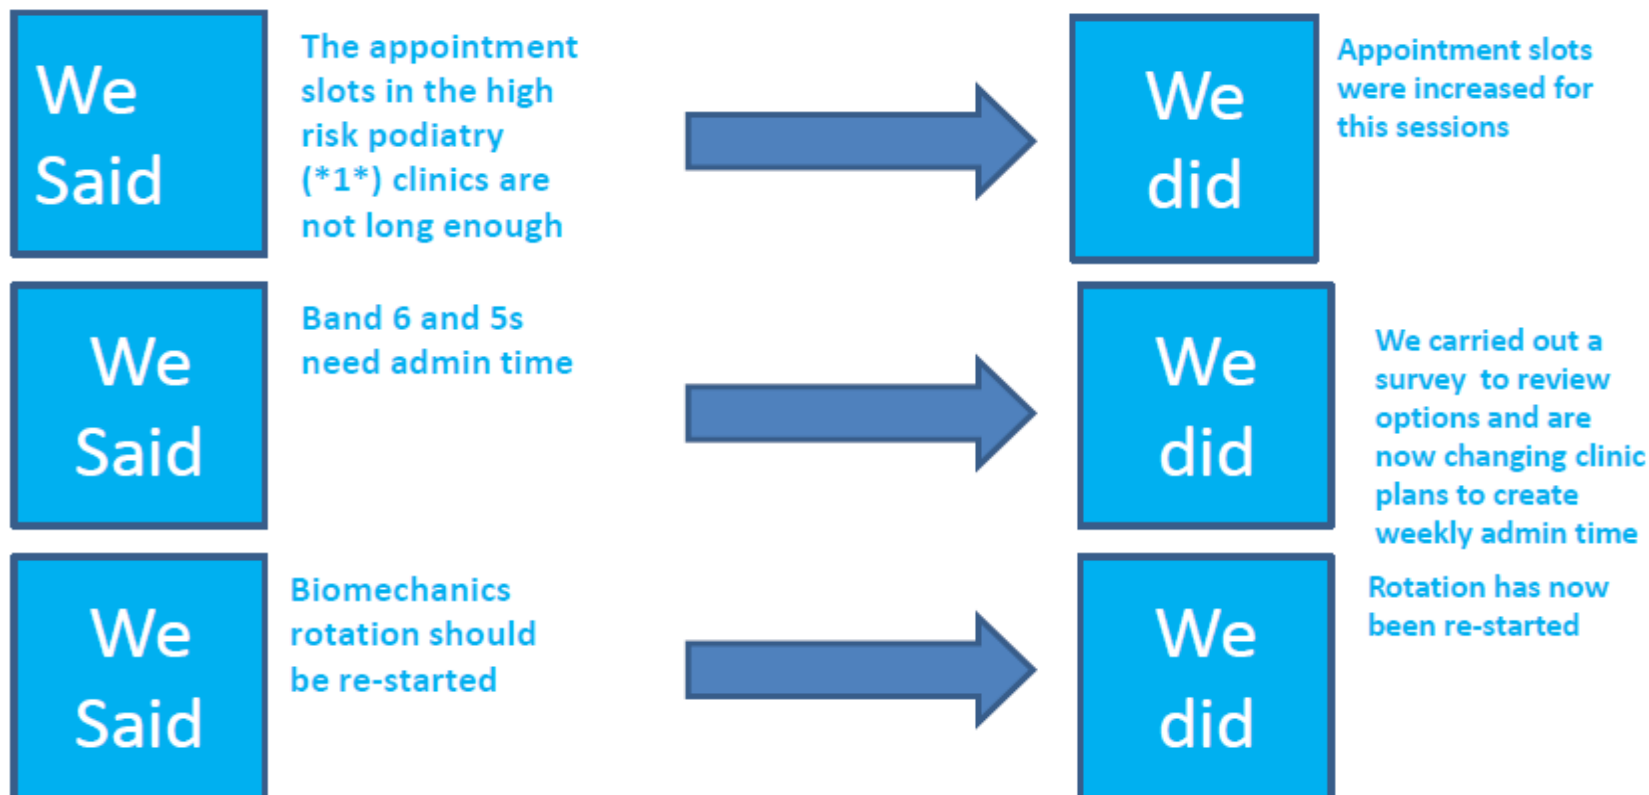 We
Said
The appointment
slots in the high
risk podiatry
(*1*) clinics are
not long enough
We
did
Appointment slots
were increased for
this sessions
We
Said
Band 6 and 5s
need admin time
We
did
We carried out a
survey to review
options and are
now changing clinic
plans to create
weekly admin time
We
Said
Biomechanics
rotation should
be re-started
We
did
Rotation has now
been re-started